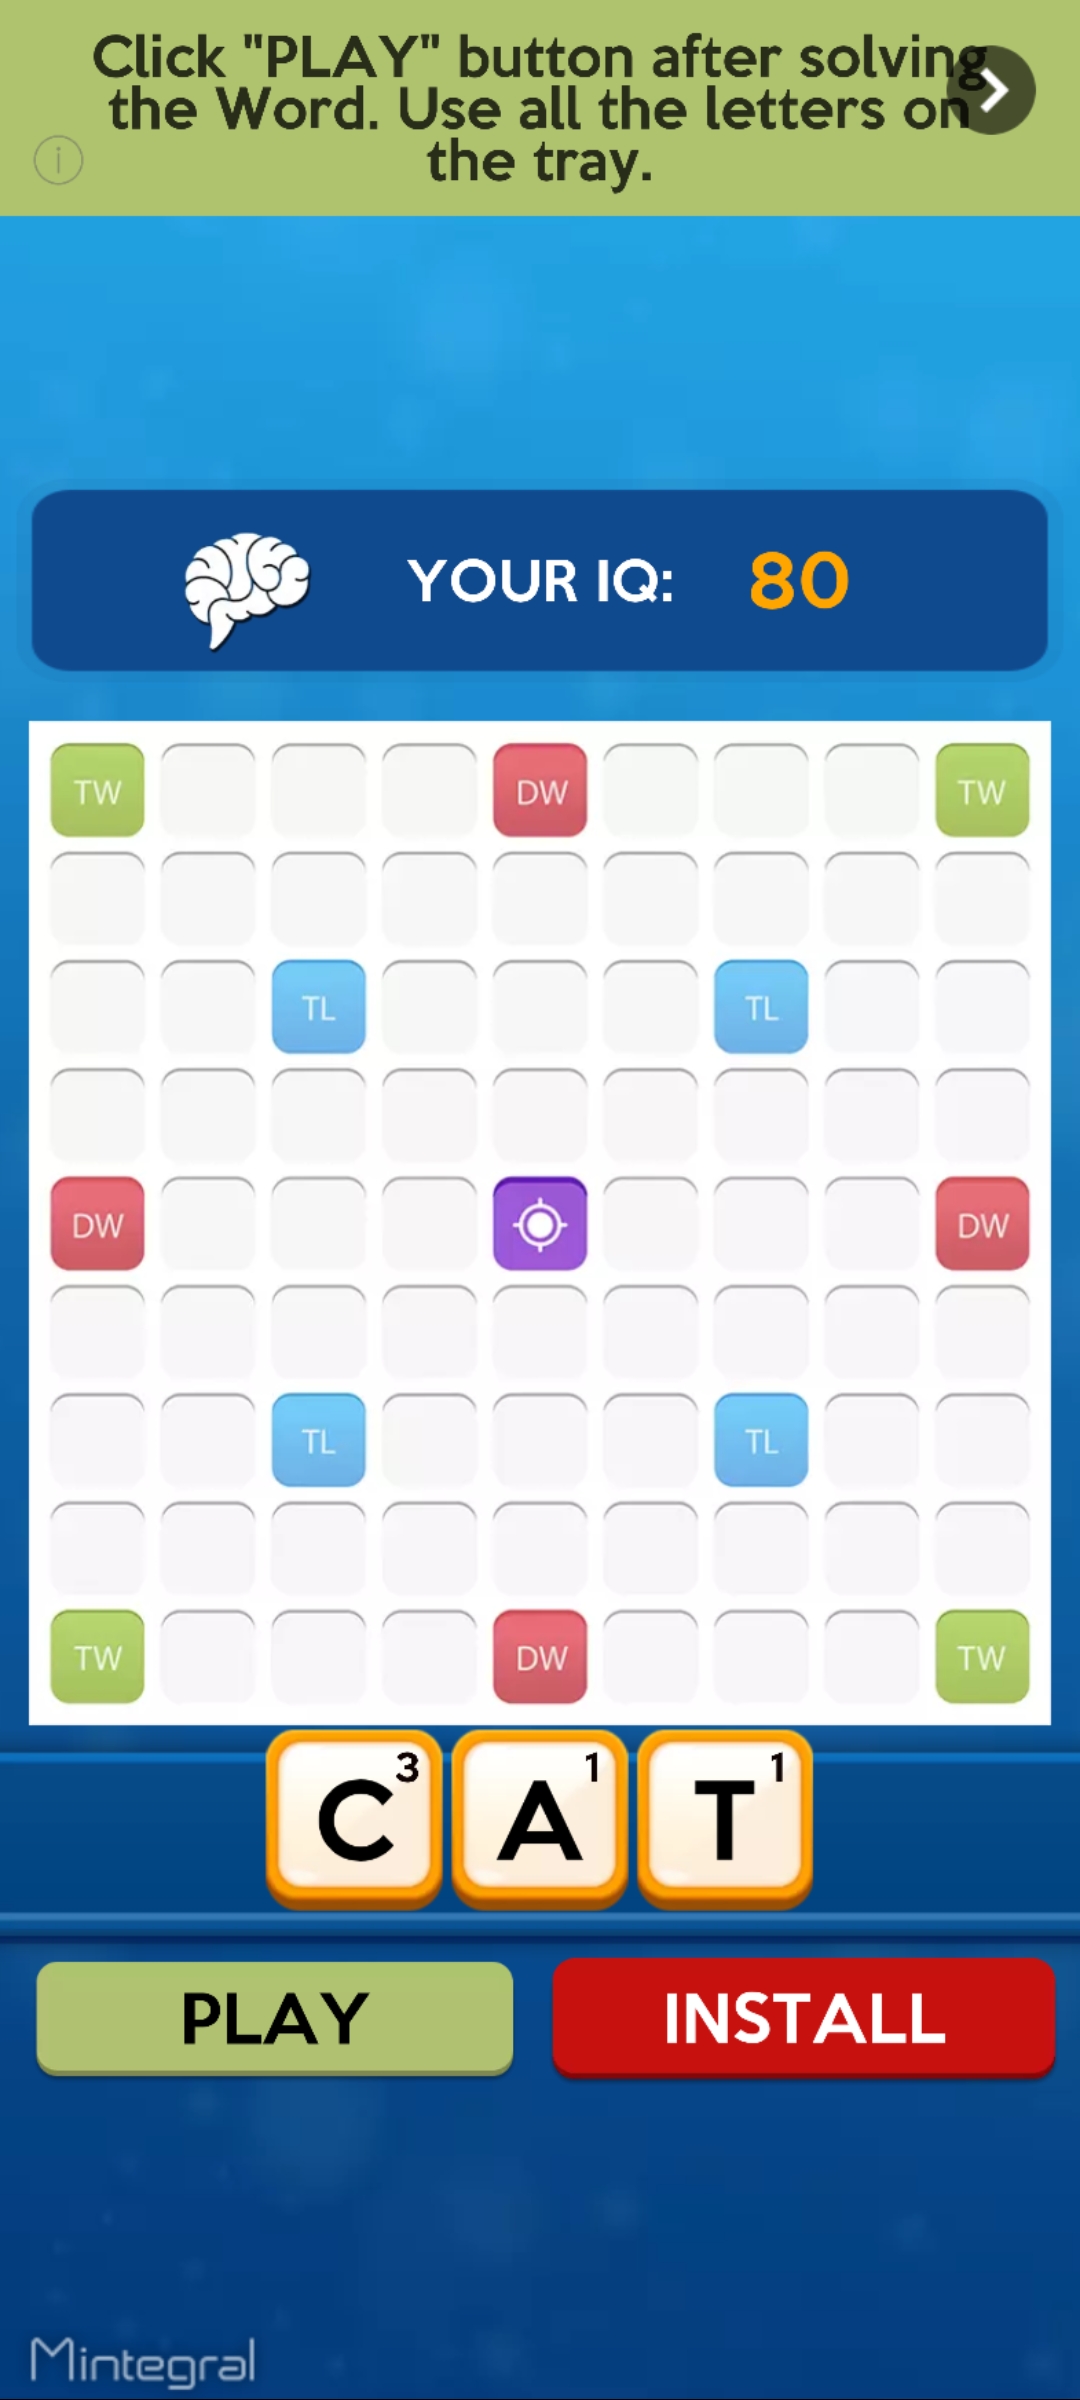 Click "PLAY" button after solving
the Word. Use all the letters on
the tray.
YOUR IQ: 80
TW DW TW
TL TL
DW DW
TL TL
TW DW TW
C 3 A 1 T 1
PLAY INSTALL
Mintegral